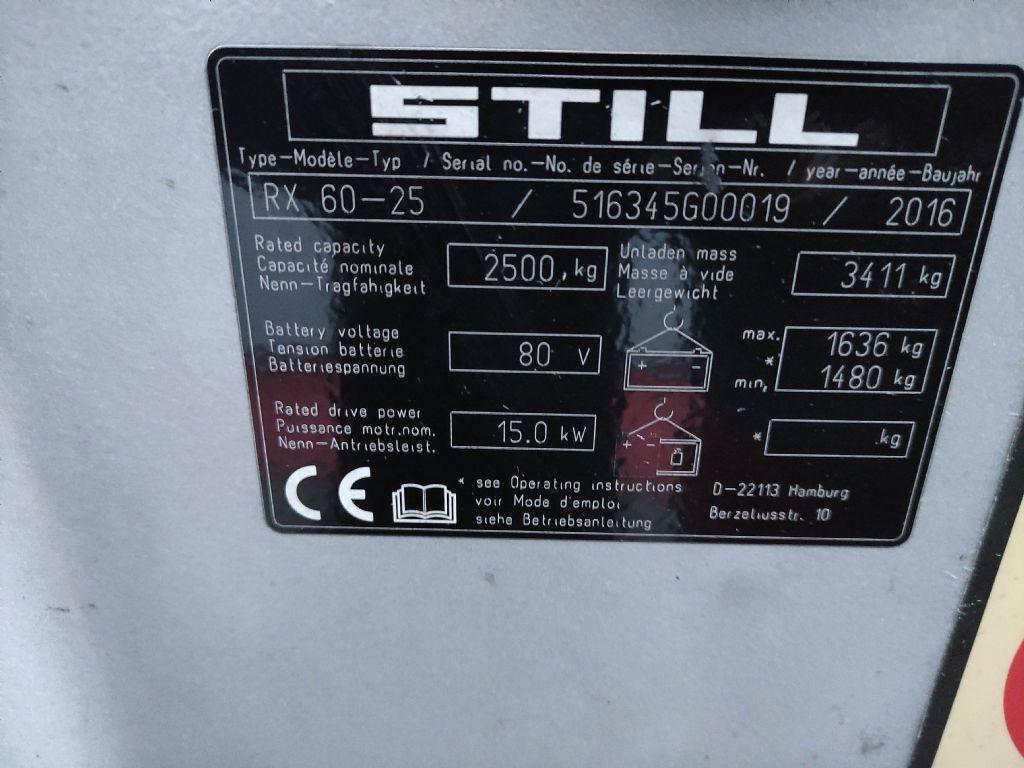 STILL
Type-Modèle-Typ / Serial no.-No. de série-Serien-Nr. / year-année-Baujahr
RX 60-25 / 516345G00019 / 2016
Rated capacity
Capacité nominale
Nenn-Tragfähigkeit
2500, kg
Unladen mass
Masse à vide
Leergewicht
3411 kg
Battery voltage
Tension batterie
Batteriespannung
80 V
+ -
max. 1636 kg
*
min, 1480 kg
Rated drive power
Puissance motr.nom.
Nenn-Antriebsleist.
15.0 kW
+ -
* .kg
CE
* see Operating instructions
voir Mode d'emploi
siehe Betriebsanleitung
D-22113 Hamburg
Berzeliusstr. 10